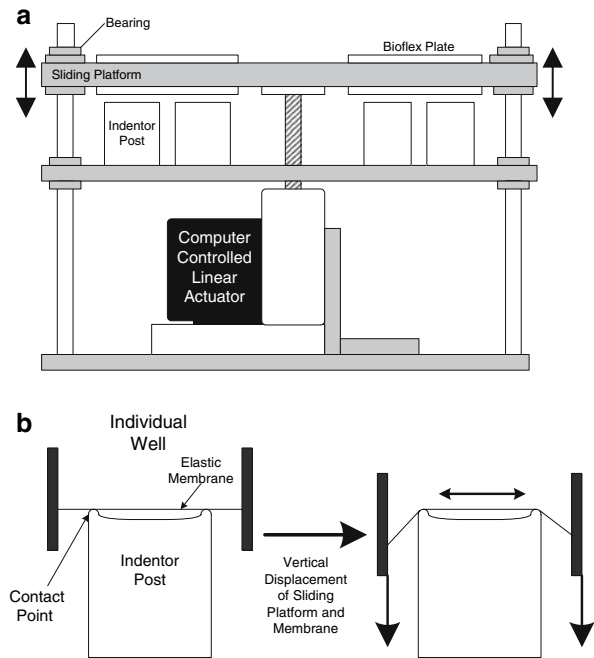 a
Bearing
Bioflex Plate
Sliding Platform
Indentor
Post
Computer
Controlled
Linear
Actuator
b
Individual
Well
Elastic
Membrane
Indentor
Post
Contact
Point
Vertical
Displacement
of Sliding
Platform and
Membrane